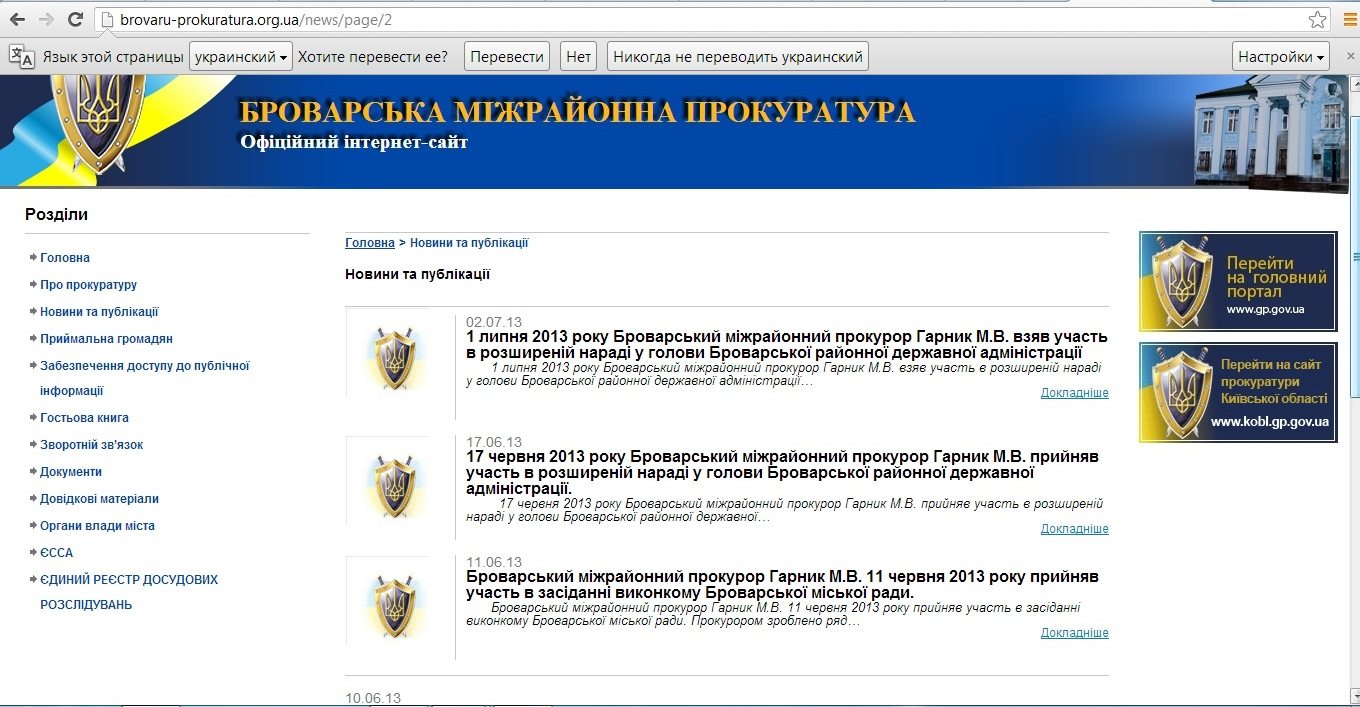 brovaru-prokuratura.org.ua/news/page/2
Язык этой страницы украинский Хотите перевести ее? Перевести Нет Никогда не переводить украинский Настройки
БРОВАРСЬКА МІЖРАЙОННА ПРОКУРАТУРА
Офіційний інтернет-сайт
Розділи
Головна
Про прокуратуру
Новини та публікації
Приймальна громадян
Забезпечення доступу до публічної
інформації
Гостьова книга
Зворотній зв'язок
Документи
Довідкові матеріали
Органи влади міста
ЄССА
ЄДИНИЙ РЕЄСТР ДОСУДОВИХ
РОЗСЛІДУВАНЬ
Головна > Новини та публікації
Новини та публікації
02.07.13
1 липня 2013 року Броварський міжрайонний прокурор Гарник М.В. взяв участь
в розширеній нараді у голови Броварської районної державної адміністрації
1 липня 2013 року Броварський міжрайонний прокурор Гарник М.В. взяв участь в розширеній нараді
у голови Броварської районної державної адміністрації…
Докладніше
17.06.13
17 червня 2013 року Броварський міжрайонний прокурор Гарник М.В. прийняв
участь в розширеній нараді у голови Броварської районної державної
адміністрації.
17 червня 2013 року Броварський міжрайонний прокурор Гарник М.В. прийняв участь в розширеній
нараді у голови Броварської районної державної…
Докладніше
11.06.13
Броварський міжрайонний прокурор Гарник М.В. 11 червня 2013 року прийняв
участь в засіданні виконкому Броварської міської ради.
Броварський міжрайонний прокурор Гарник М.В. 11 червня 2013 року прийняв участь в засіданні
виконкому Броварської міської ради. Прокурором зроблено ряд…
Докладніше
10.06.13
Перейти
на головний
портал
www.gp.gov.ua
Перейти на сайт
прокуратури
Київської області
www.kobl.gp.gov.ua